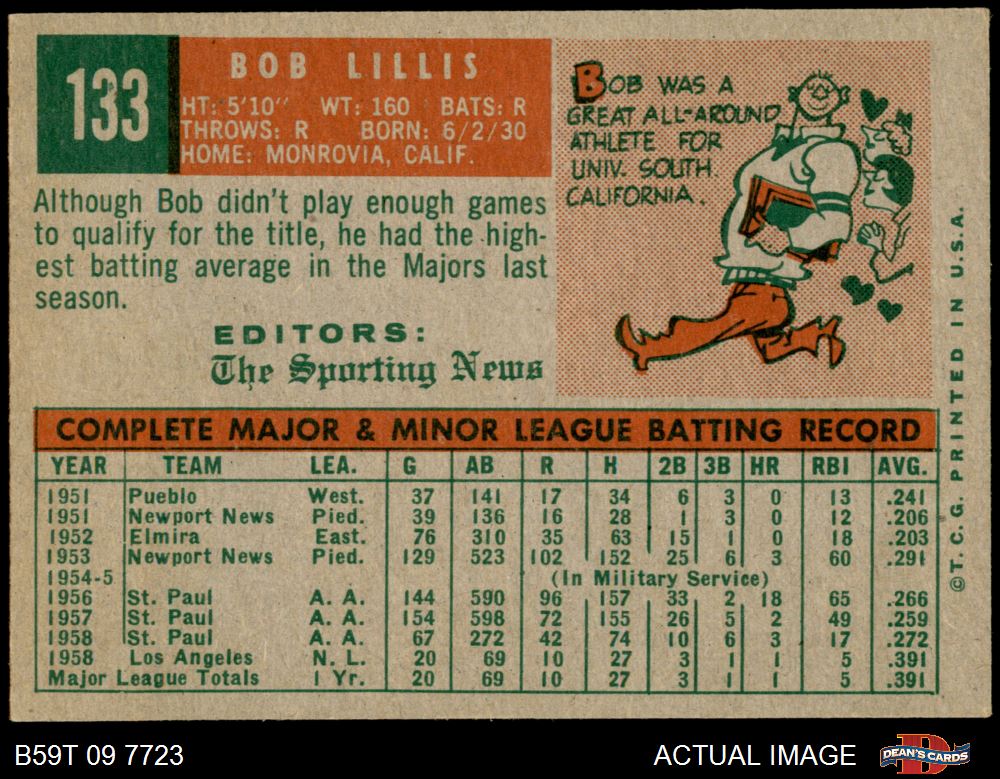 133
BOB LILLIS
HT: 5'10" WT: 160 BATS: R
THROWS: R BORN: 6/2/30
HOME: MONROVIA, CALIF.
Although Bob didn't play enough games
to qualify for the title, he had the high-
est batting average in the Majors last
season.
EDITORS:
The Sporting News
BOB WAS A
GREAT ALL-AROUND
ATHLETE FOR
UNIV. SOUTH
CALIFORNIA.
COMPLETE MAJOR & MINOR LEAGUE BATTING RECORD
YEAR TEAM LEA. G AB R H 2B 3B HR RBI AVG.
1951 Pueblo West. 37 141 17 34 6 3 0 13 .241
1951 Newport News Pied. 39 136 16 28 1 3 0 12 .206
1952 Elmira East. 76 310 35 63 15 1 0 18 .203
1953 Newport News Pied. 129 523 102 152 25 6 3 60 .291
1954-5 (In Military Service)
1956 St. Paul A. A. 144 590 96 157 33 2 18 65 .266
1957 St. Paul A. A. 154 598 72 155 26 5 2 49 .259
1958 St. Paul A. A. 67 272 42 74 10 6 3 17 .272
1958 Los Angeles N. L. 20 69 10 27 3 1 1 5 .391
Major League Totals 1 Yr. 20 69 10 27 3 1 1 5 .391
©T. C. G. PRINTED IN U.S.A.
B59T 09 7723
ACTUAL IMAGE
DEAN'S CARDS